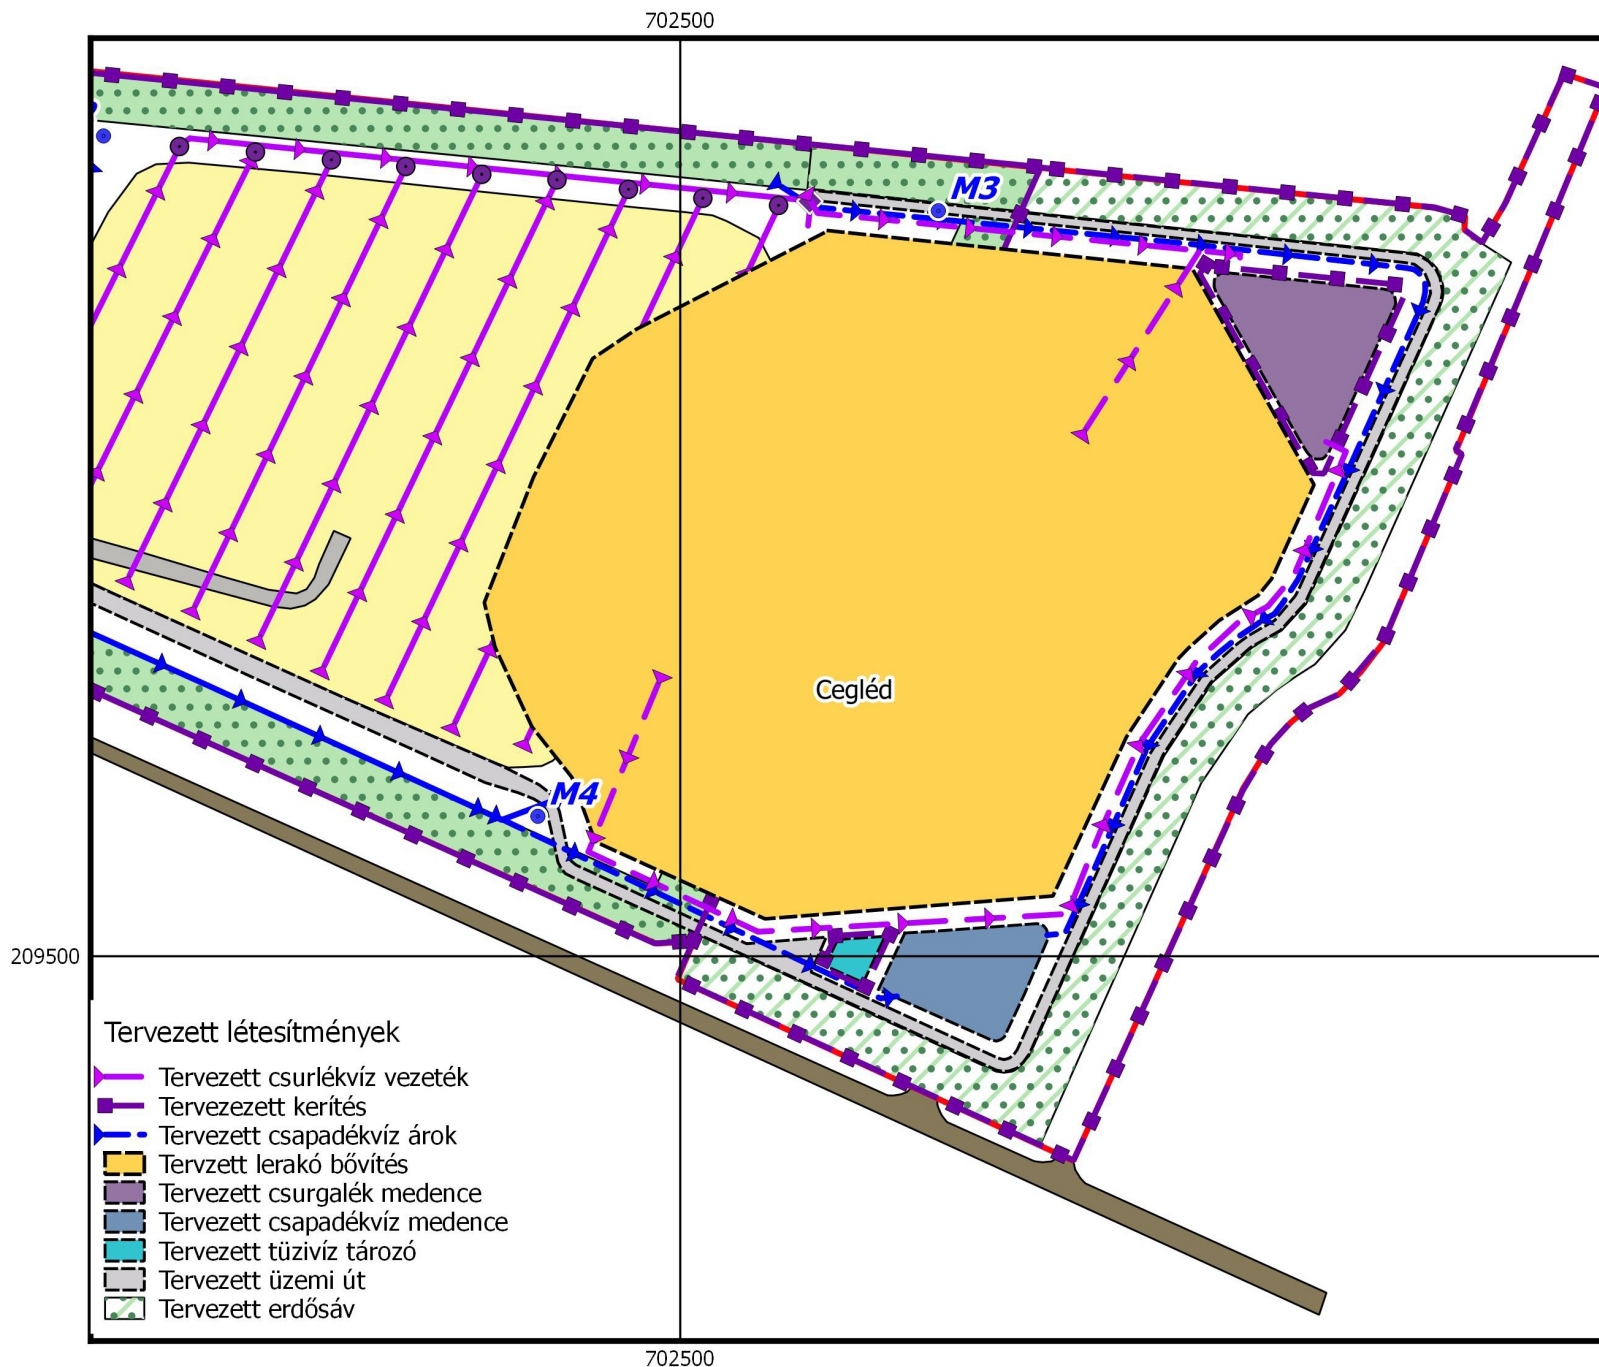 702500
M3
Cegléd
M4
209500
Tervezett létesítmények
Tervezett csurlékvíz vezeték
Tervezezett kerítés
Tervezett csapadékvíz árok
Tervzett lerakó bővítés
Tervezett csurgalék medence
Tervezett csapadékvíz medence
Tervezett tüzivíz tározó
Tervezett üzemi út
Tervezett erdősáv
702500